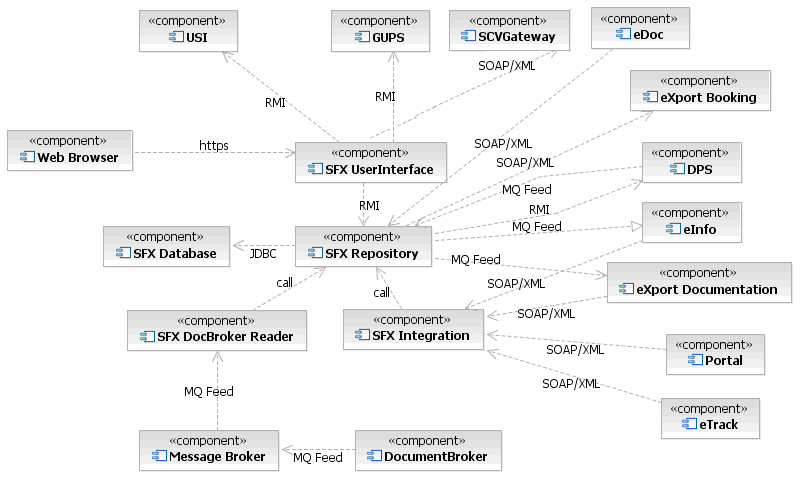 «component»
USI
«component»
GUPS
«component»
SCVGateway
«component»
eDoc
SOAP/XML
RMI
RMI
«component»
eXport Booking
«component»
Web Browser
https
«component»
SFX UserInterface
SOAP/XML
SOAP/XML
«component»
DPS
MQ Feed
RMI
RMI
«component»
eInfo
MQ Feed
«component»
SFX Database
JDBC
«component»
SFX Repository
MQ Feed
«component»
eXport Documentation
call
call
SOAP/XML
SOAP/XML
«component»
SFX DocBroker Reader
«component»
SFX Integration
SOAP/XML
«component»
Portal
SOAP/XML
MQ Feed
«component»
eTrack
«component»
Message Broker
MQ Feed
«component»
DocumentBroker